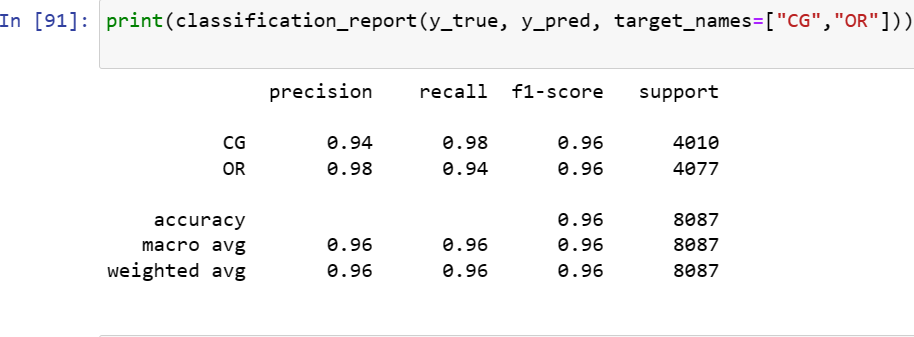 In [91]: print(classification_report(y_true, y_pred, target_names=["CG","OR"]))
precision recall f1-score support
CG 0.94 0.98 0.96 4010
OR 0.98 0.94 0.96 4077
accuracy 0.96 8087
macro avg 0.96 0.96 0.96 8087
weighted avg 0.96 0.96 0.96 8087